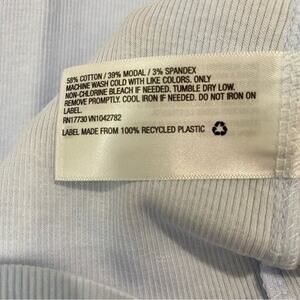 58% COTTON / 39% MODAL / 3% SPANDEX
MACHINE WASH COLD WITH LIKE COLORS. ONLY
NON-CHLORINE BLEACH IF NEEDED. TUMBLE DRY LOW.
REMOVE PROMPTLY. COOL IRON IF NEEDED. DO NOT IRON ON
LABEL.
RN17730 VN1042782
LABEL MADE FROM 100% RECYCLED PLASTIC